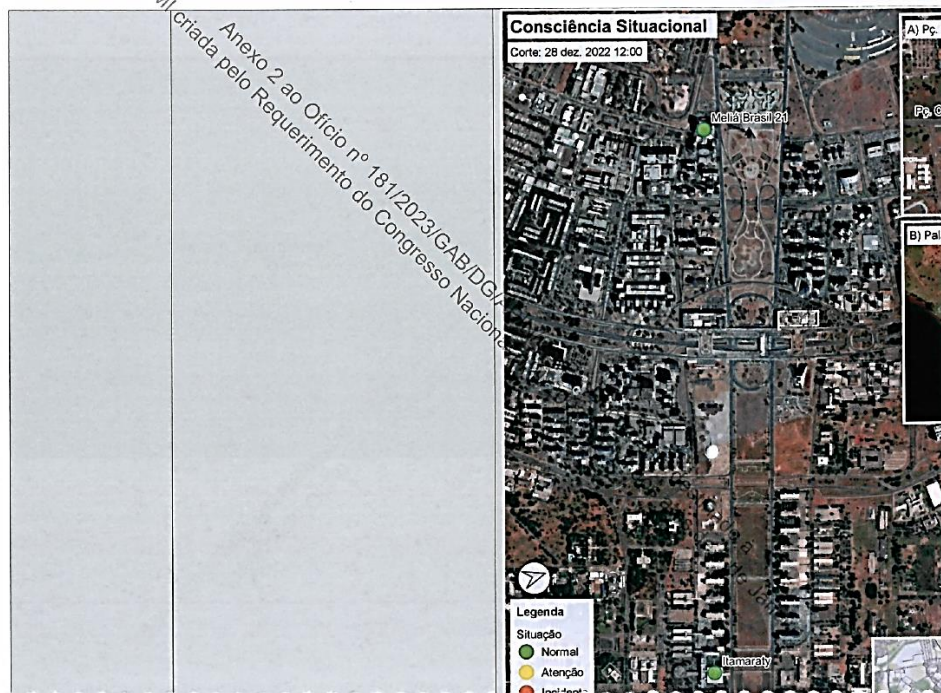 Anexo 2 ao Ofício nº 181/2023/GAB/DG/
criada pelo Requerimento do Congresso Naciona
Consciência Situacional
Corte: 28 dez. 2022 12:00
A) Pç.
Meliá Brasil 21
Pç.
B) Pal
Legenda
Situação
Normal
Itamaraty
Atenção
Incidente